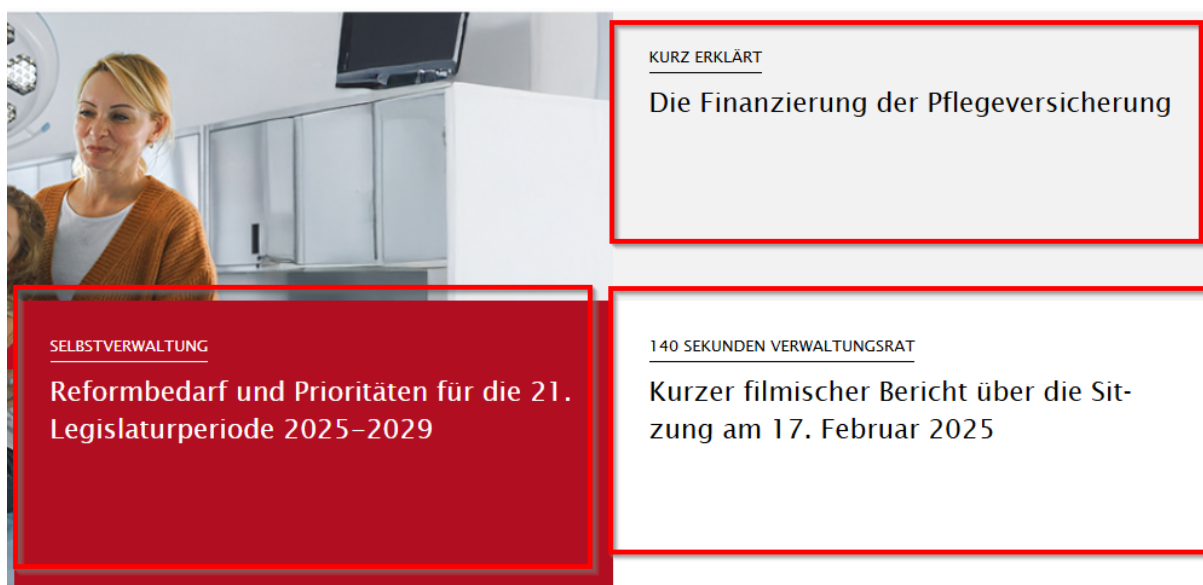 KURZ ERKLÄRT
Die Finanzierung der Pflegeversicherung
SELBSTVERWALTUNG
Reformbedarf und Prioritäten für die 21.
Legislaturperiode 2025–2029
140 SEKUNDEN VERWALTUNGSRAT
Kurzer filmischer Bericht über die Sit-
zung am 17. Februar 2025